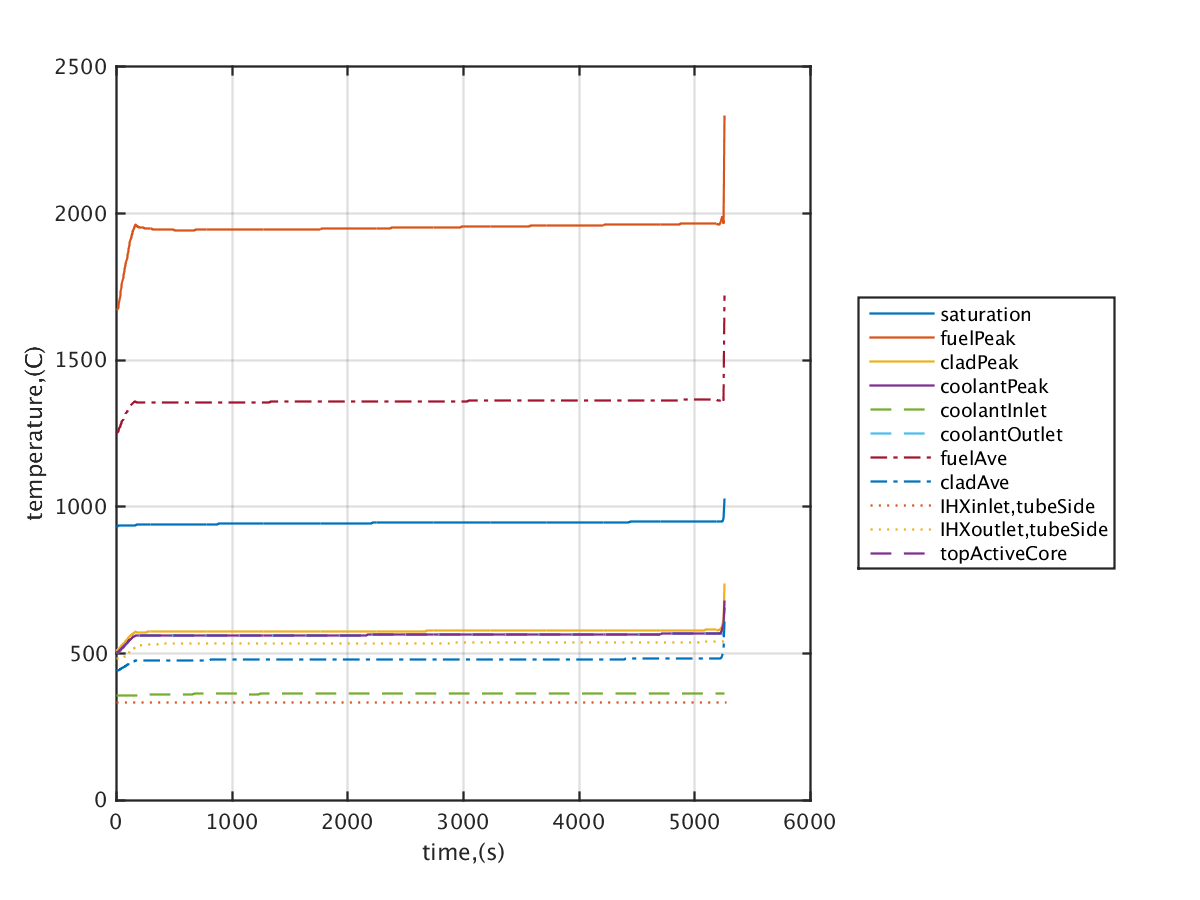 2500
2000
1500
1000
500
0
temperature,(C)
0 1000 2000 3000 4000 5000 6000
time,(s)
saturation
fuelPeak
cladPeak
coolantPeak
coolantInlet
coolantOutlet
fuelAve
cladAve
IHXinlet,tubeSide
IHXoutlet,tubeSide
topActiveCore